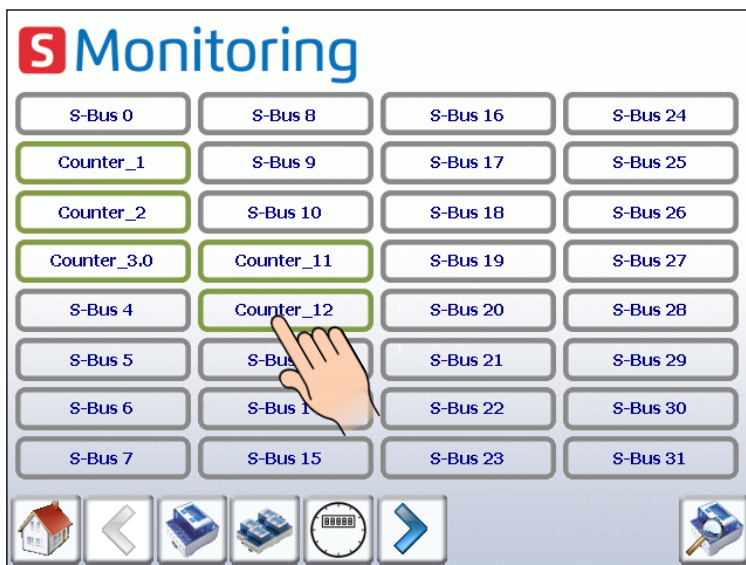 S Monitoring
S-Bus 0 S-Bus 8 S-Bus 16 S-Bus 24
Counter_1 S-Bus 9 S-Bus 17 S-Bus 25
Counter_2 S-Bus 10 S-Bus 18 S-Bus 26
Counter_3.0 Counter_11 S-Bus 19 S-Bus 27
S-Bus 4 Counter_12 S-Bus 20 S-Bus 28
S-Bus 5 S-Bus S-Bus 21 S-Bus 29
S-Bus 6 S-Bus S-Bus 22 S-Bus 30
S-Bus 7 S-Bus 15 S-Bus 23 S-Bus 31